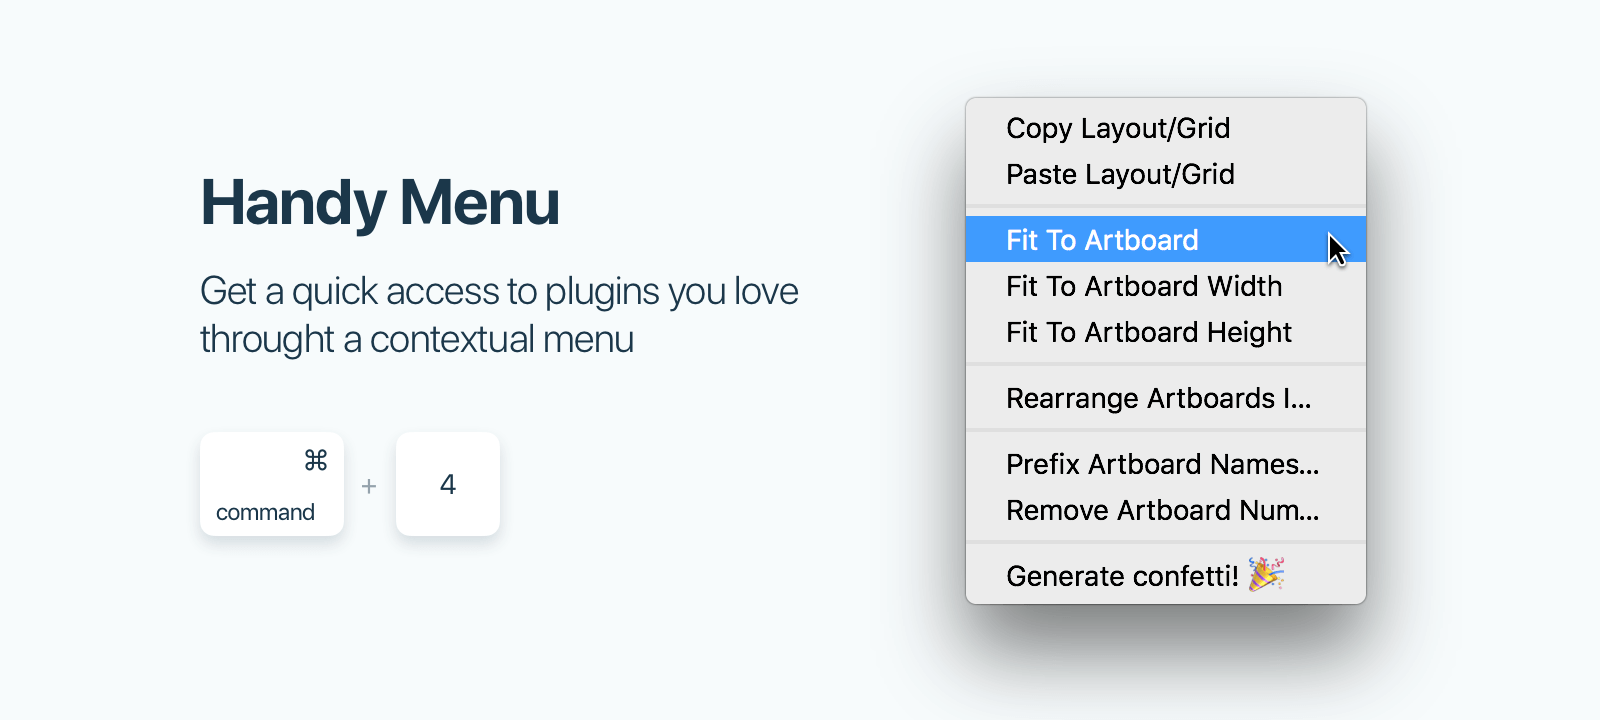 Handy Menu
Get a quick access to plugins you love
throught a contextual menu
⌘
command
+
4
Copy Layout/Grid
Paste Layout/Grid
Fit To Artboard
Fit To Artboard Width
Fit To Artboard Height
Rearrange Artboards I...
Prefix Artboard Names...
Remove Artboard Num...
Generate confetti! 🎉